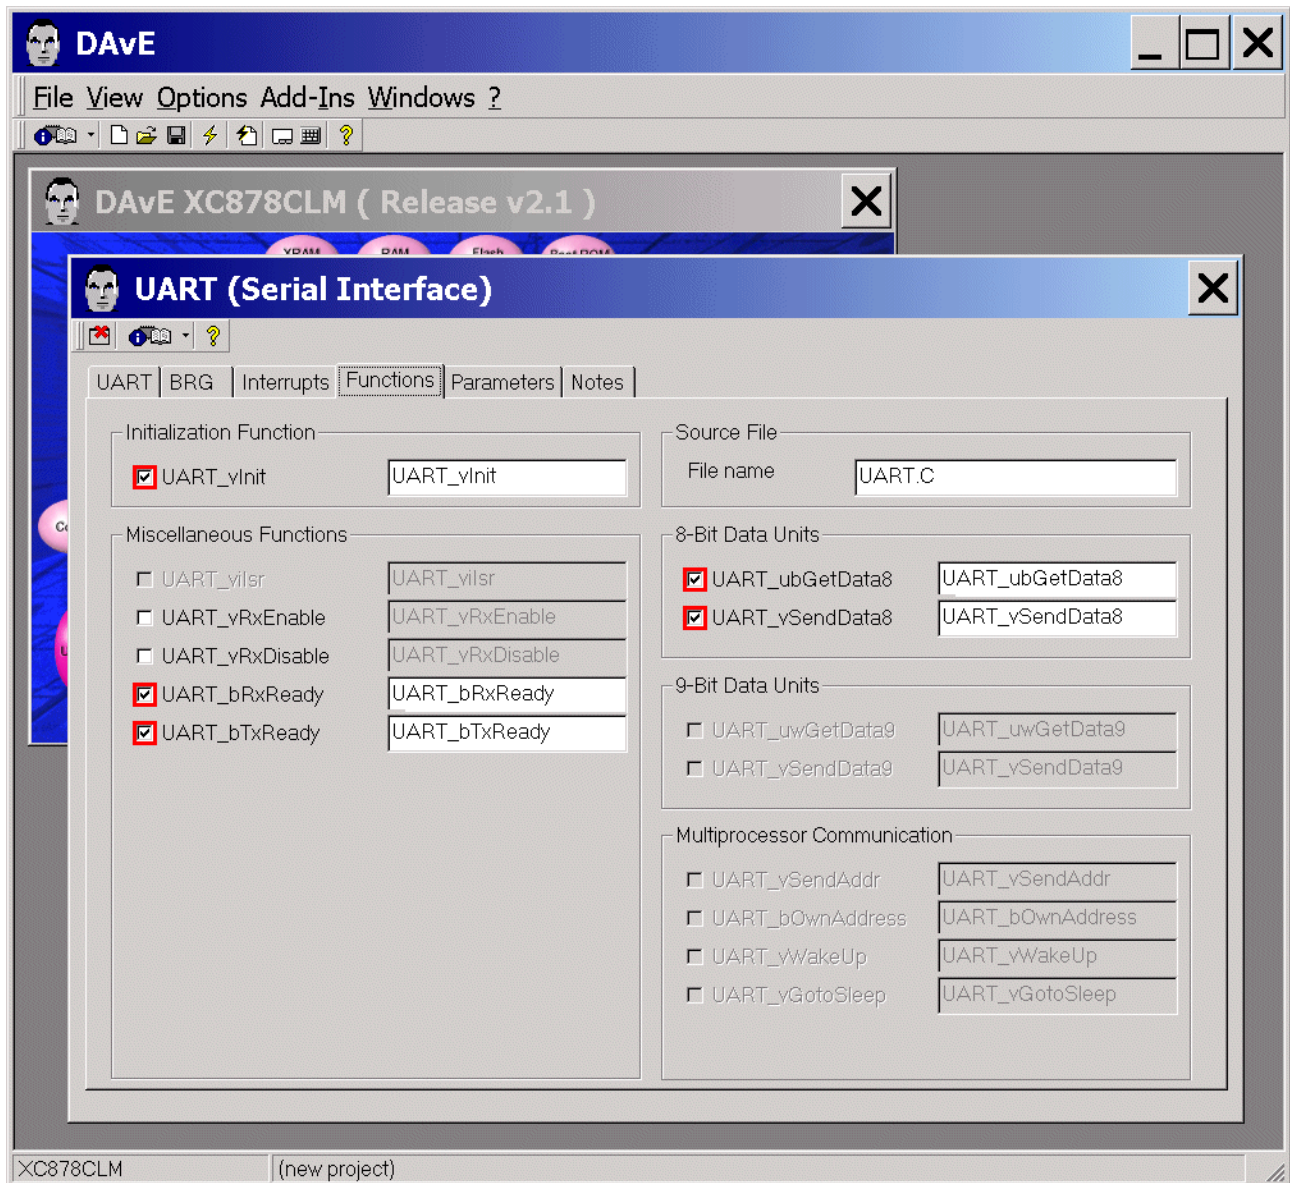 DAvE
File View Options Add-Ins Windows ?
DAvE XC878CLM ( Release v2.1 )
UART (Serial Interface)
UART BRG Interrupts Functions Parameters Notes
Initialization Function
UART_vInit UART_vInit
Miscellaneous Functions
UART_viIsr UART_viIsr
UART_vRxEnable UART_vRxEnable
UART_vRxDisable UART_vRxDisable
UART_bRxReady UART_bRxReady
UART_bTxReady UART_bTxReady
Source File
File name UART.C
8-Bit Data Units
UART_ubGetData8 UART_ubGetData8
UART_vSendData8 UART_vSendData8
9-Bit Data Units
UART_uwGetData9 UART_uwGetData9
UART_vSendData9 UART_vSendData9
Multiprocessor Communication
UART_vSendAddr UART_vSendAddr
UART_bOwnAddress UART_bOwnAddress
UART_vWakeUp UART_vWakeUp
UART_vGotoSleep UART_vGotoSleep
XC878CLM (new project)